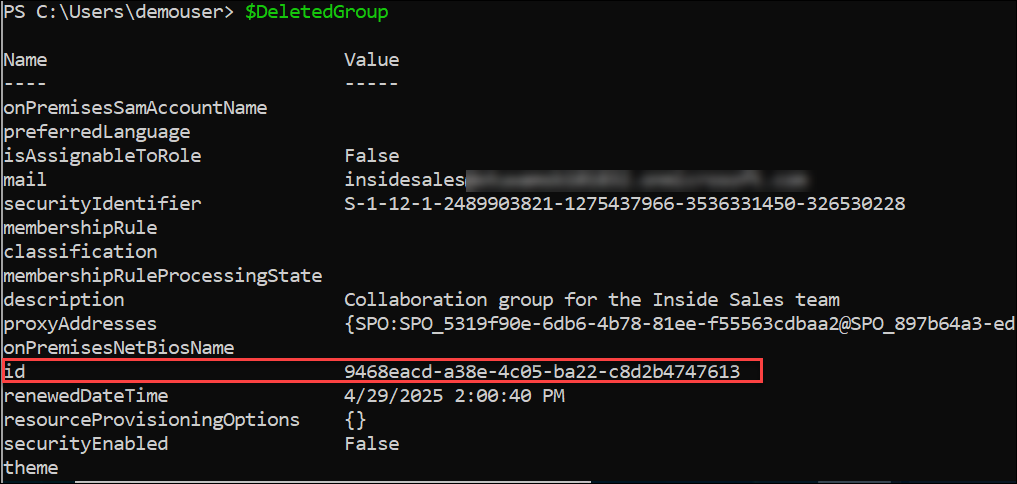 PS C:\Users\demouser> $DeletedGroup
Name Value
---- -----
onPremisesSamAccountName
preferredLanguage
isAssignableToRole False
mail insidesales
securityIdentifier S-1-12-1-2489903821-1275437966-3536331450-326530228
membershipRule
classification
membershipRuleProcessingState
description Collaboration group for the Inside Sales team
proxyAddresses {SPO:SPO_5319f90e-6db6-4b78-81ee-f55563cdbaa2@SPO_897b64a3-ed
onPremisesNetBiosName
id 9468eacd-a38e-4c05-ba22-c8d2b4747613
renewedDateTime 4/29/2025 2:00:40 PM
resourceProvisioningOptions {}
securityEnabled False
theme